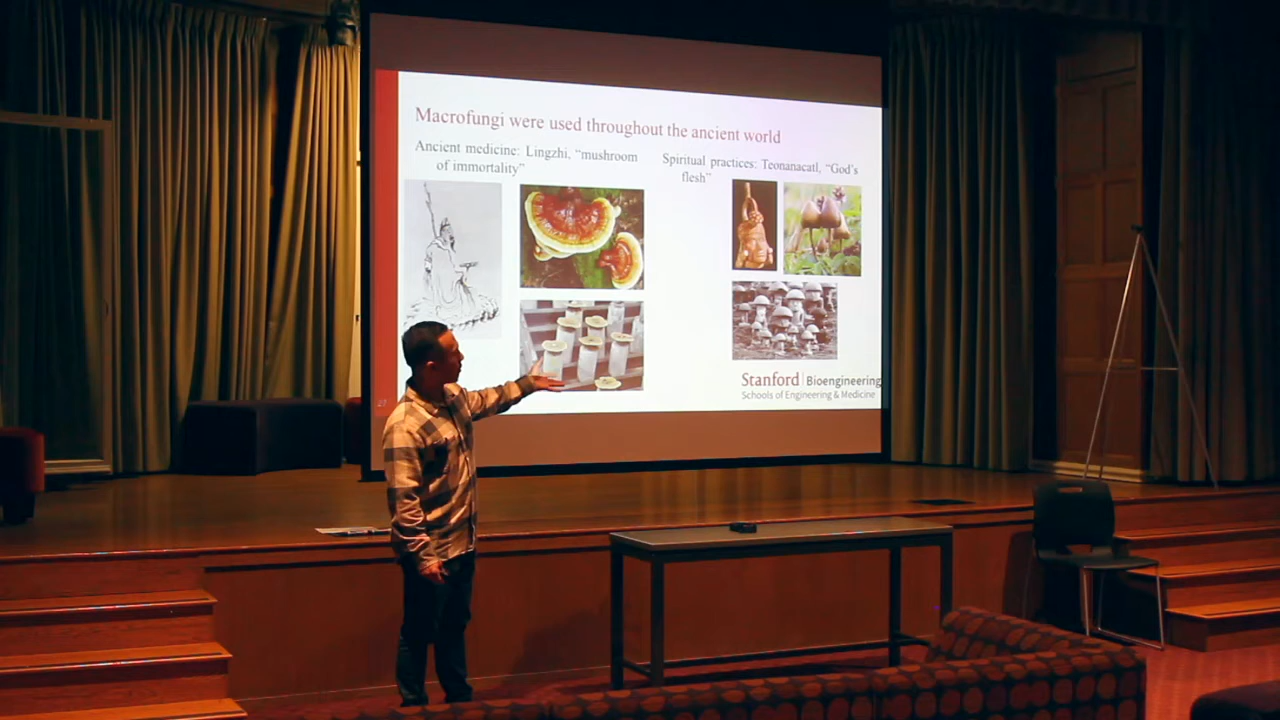 Macrofungi were used throughout the ancient world
Ancient medicine: Lingzhi, “mushroom
of immortality”
Spiritual practices: Teonanacatl, “God’s
flesh”
Stanford Bioengineering
Schools of Engineering & Medicine